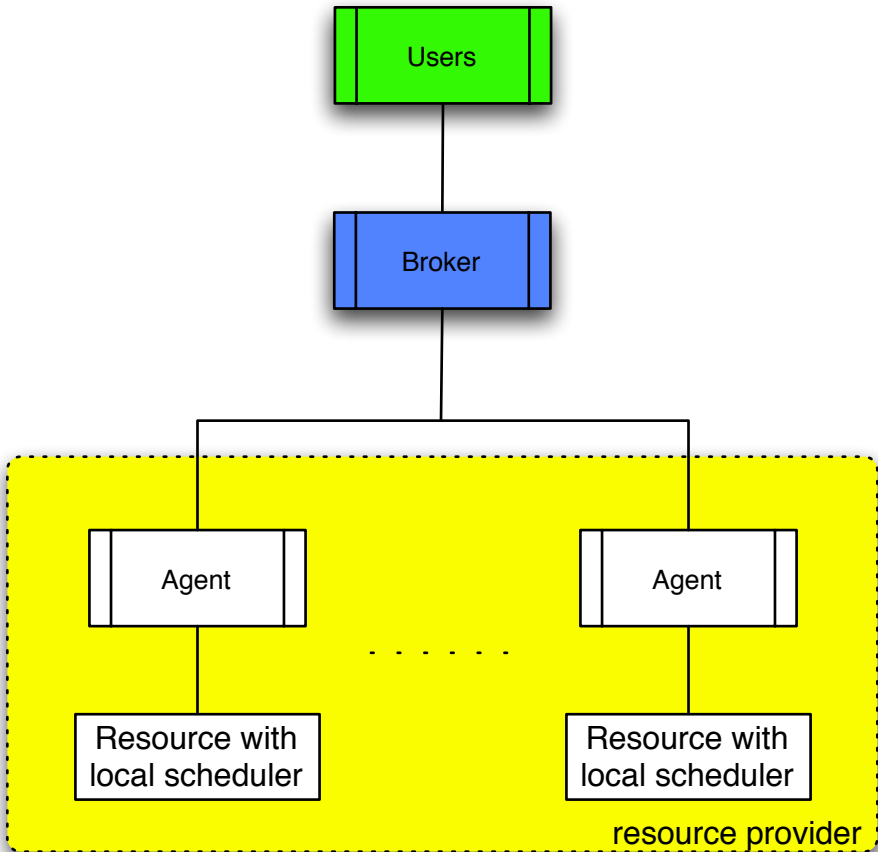 Users
Broker
Agent
Agent
. . . . . .
Resource with
local scheduler
Resource with
local scheduler
resource provider